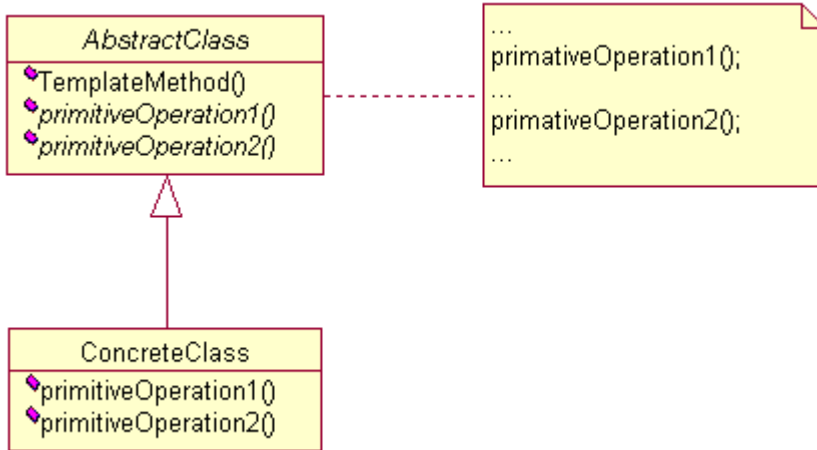 AbstractClass
TemplateMethod()
primitiveOperation1()
primitiveOperation2()
...
primativeOperation1();
...
primativeOperation2();
...
ConcreteClass
primitiveOperation1()
primitiveOperation2()